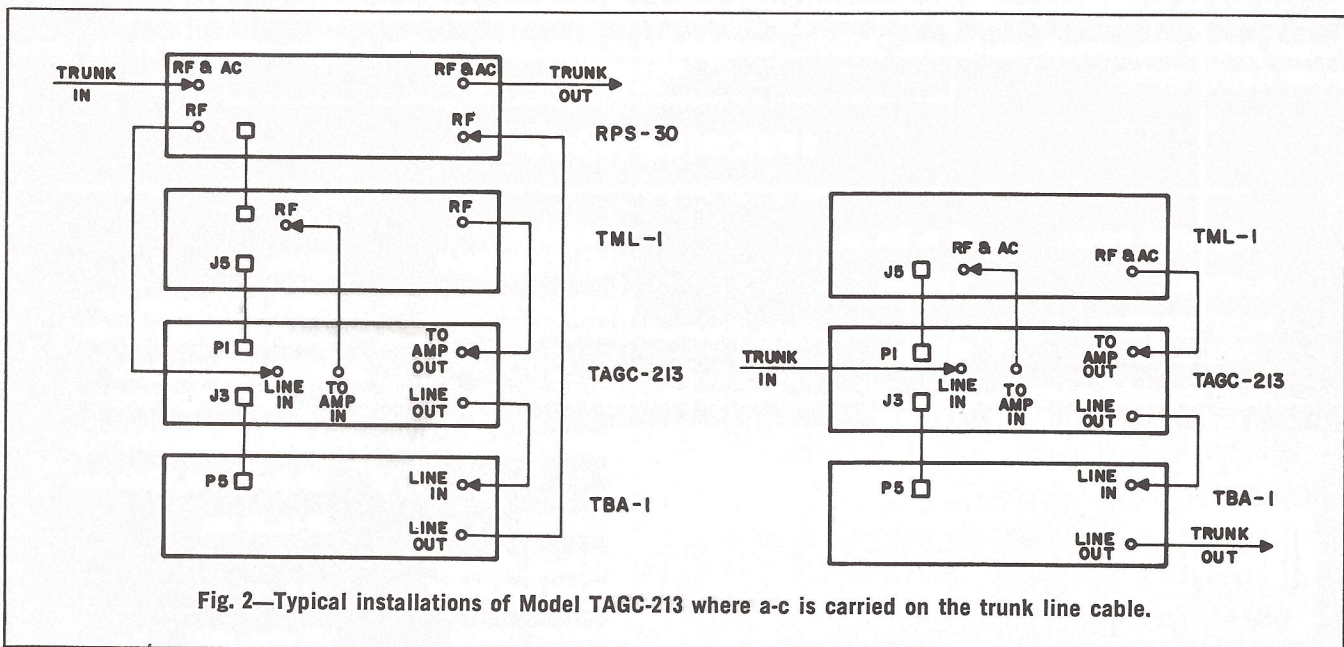 TRUNK
IN
RF & AC
RF
RF & AC
RF
TRUNK
OUT
RPS-30
RF
RF
J5
TML-1
P1
LINE
IN
J3
TO
AMP
IN
TO
AMP
OUT
LINE
OUT
TAGC-213
P5
LINE
IN
LINE
OUT
TBA-1
J5
RF & AC
RF & AC
TML-1
TRUNK
IN
P1
LINE
IN
J3
TO
AMP
IN
TO
AMP
OUT
LINE
OUT
TAGC-213
P5
LINE
IN
LINE
OUT
TBA-1
TRUNK
OUT
Fig. 2—Typical installations of Model TAGC-213 where a-c is carried on the trunk line cable.